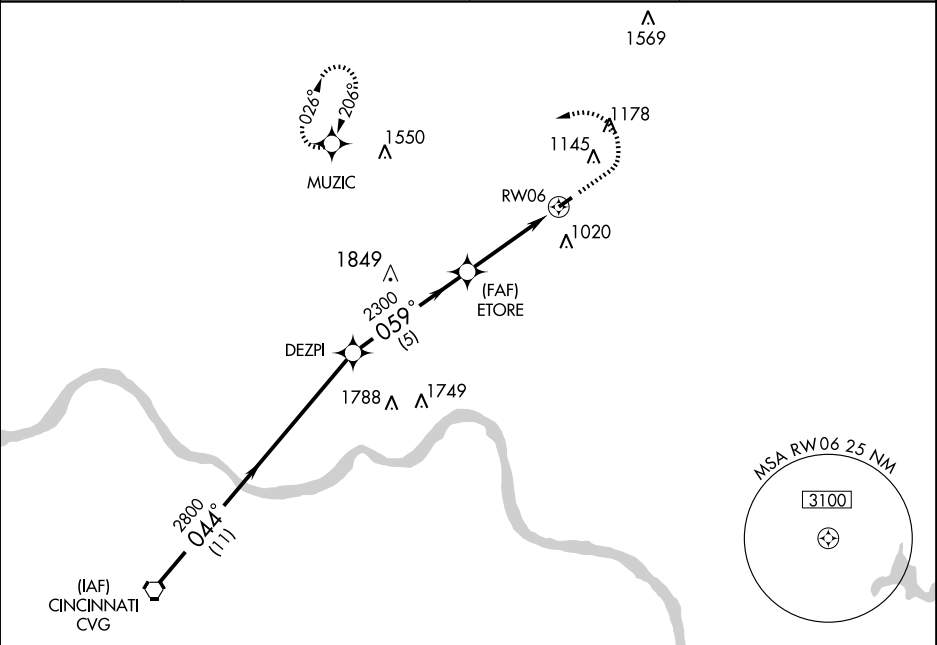 1569
026°
206°
MUZIC
1550
1178
1145
RW06
1020
1849
(FAF)
ETORE
2300
059°
(5)
DEZPI
1788
1749
2800
044°
(11)
(IAF)
CINCINNATI
CVG
MSA RW06 25 NM
3100